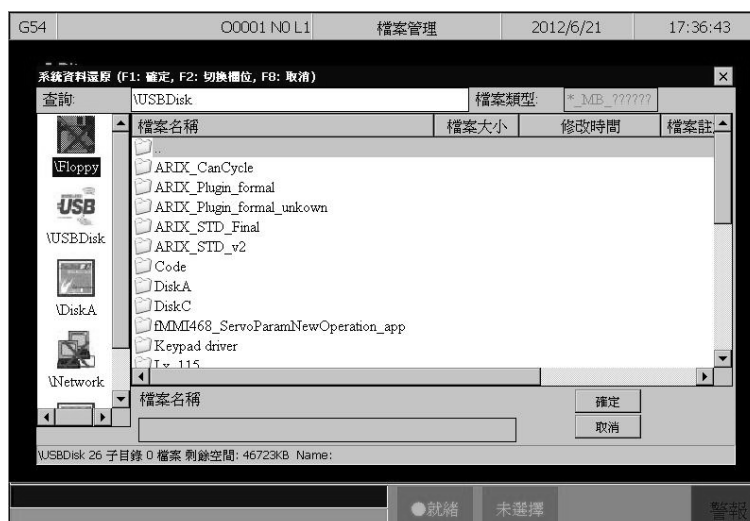 G54 O0001 N0 L1 檔案管理 2012/6/21 17:36:43
系統資料還原 (F1: 確定, F2: 切換欄位, F8: 取消)
查詢: \USBDisk 檔案類型: *_MB_??????
檔案名稱 檔案大小 修改時間 檔案註
..
ARIX_CanCycle
\Floppy
ARIX_Plugin_formal
ARIX_Plugin_formal_unkown
USB
ARIX_STD_Final
\USBDisk
ARIX_STD_v2
Code
DiskA
\DiskA
DiskC
fMMI468_ServoParamNewOperation_app
Keypad driver
Lx_115
\Network
檔案名稱
確定
取消
\USBDisk 26 子目錄 0 檔案 剩餘空間: 46723KB Name:
就緒 未選擇 警報